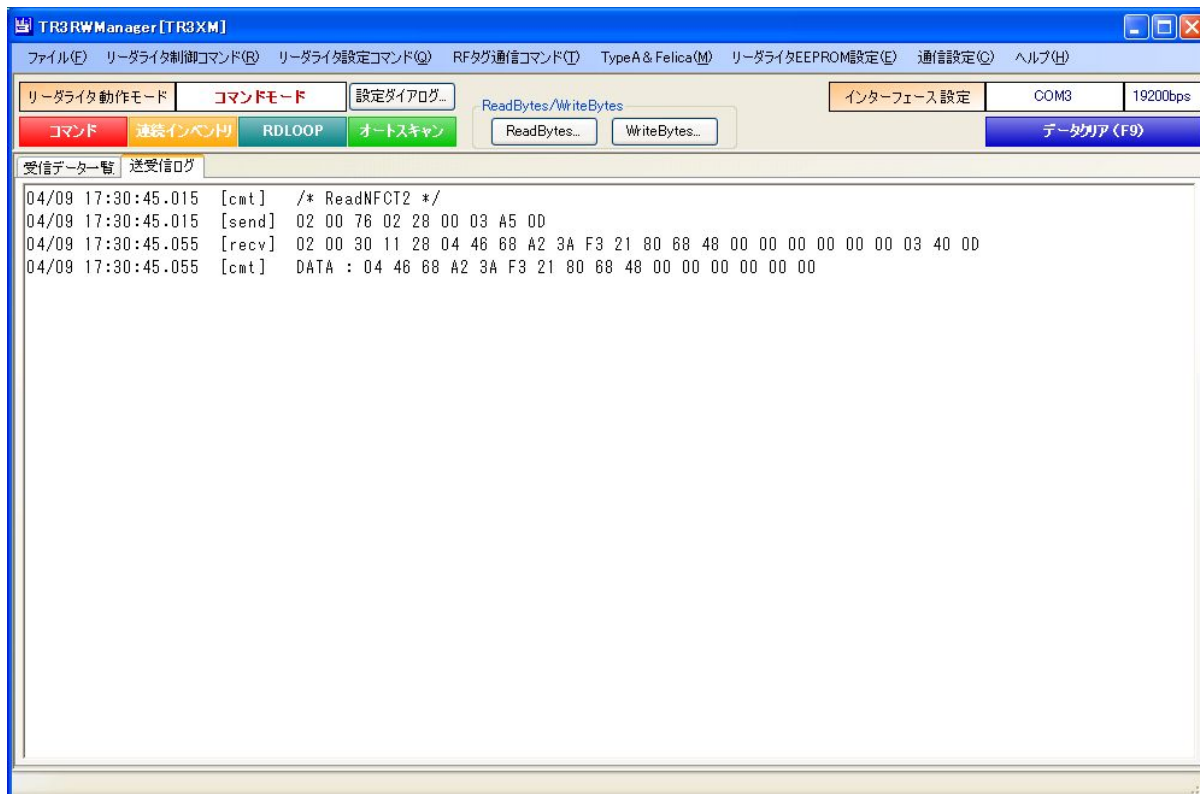 TR3RWManager[TR3XM]
ファイル(F) リーダライタ制御コマンド(R) リーダライタ設定コマンド(Q) RFタグ通信コマンド(T) TypeA&Felica(M) リーダライタEEPROM設定(E) 通信設定(C) ヘルプ(H)
リーダライタ動作モード コマンドモード 設定ダイアログ... ReadBytes/WriteBytes インターフェース設定 COM3 19200bps
コマンド 連続インベントリ RDLOOP オートスキャン ReadBytes... WriteBytes... データクリア(F9)
受信データ一覧 送受信ログ
04/09 17:30:45.015 [cmt] /* ReadNFCT2 */
04/09 17:30:45.015 [send] 02 00 76 02 28 00 03 A5 0D
04/09 17:30:45.055 [recv] 02 00 30 11 28 04 46 68 A2 3A F3 21 80 68 48 00 00 00 00 00 00 03 40 0D
04/09 17:30:45.055 [cmt] DATA : 04 46 68 A2 3A F3 21 80 68 48 00 00 00 00 00 00